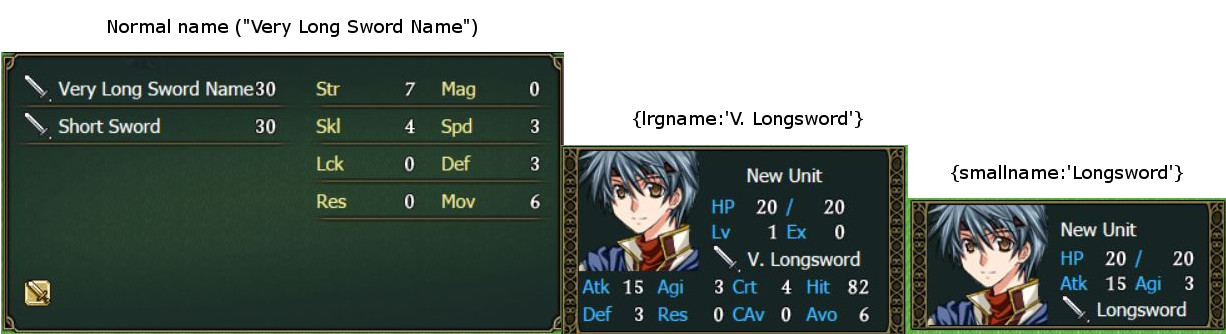 Normal name ("Very Long Sword Name")
Very Long Sword Name 30 Str 7 Mag 0
Short Sword 30 Skl 4 Spd 3
Lck 0 Def 3
Res 0 Mov 6
{lrgname:'V. Longsword'}
New Unit
HP 20 / 20
Lv 1 Ex 0
V. Longsword
Atk 15 Agi 3 Crt 4 Hit 82
Def 3 Res 0 CAv 0 Avo 6
{smallname:'Longsword'}
New Unit
HP 20 / 20
Atk 15 Agi 3
Longsword